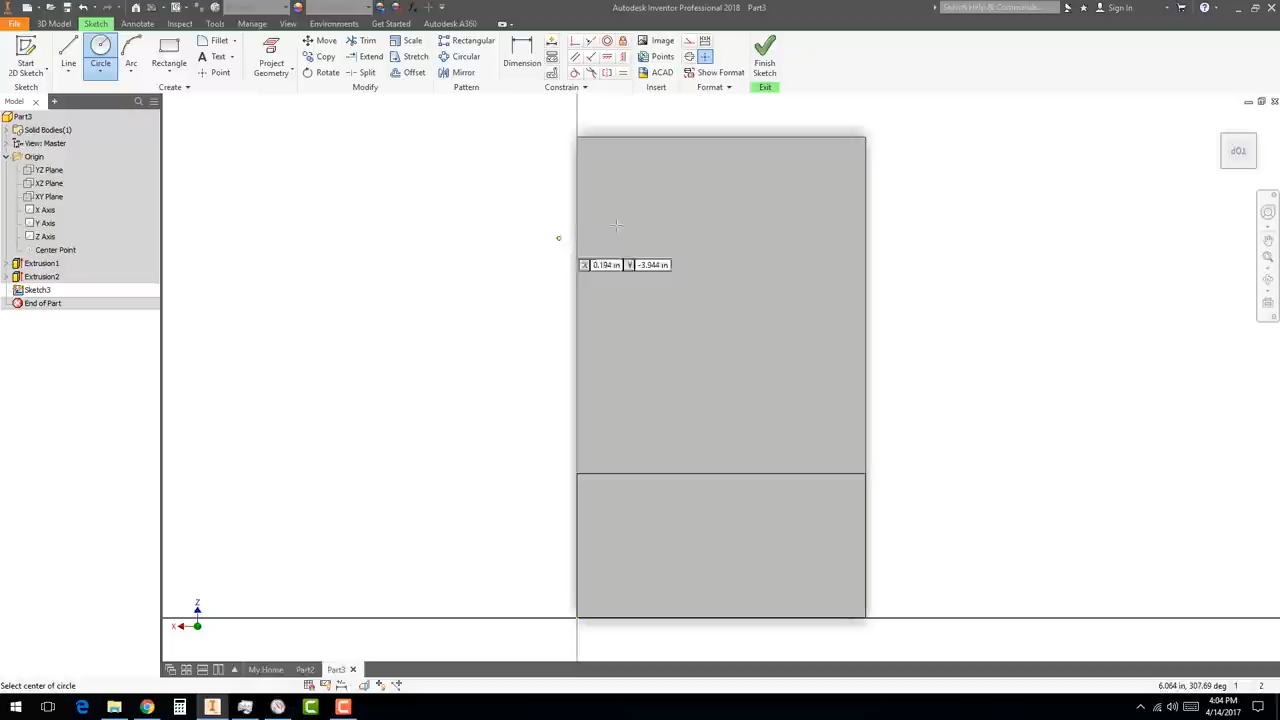 Autodesk Inventor Professional 2018 Part3
Search Help & Commands...
Sign In
File 3D Model Sketch Annotate Inspect Tools Manage View Environments Get Started Autodesk A360
Start
2D Sketch
Line
Circle
Arc
Rectangle
Fillet
Text
Point
Project
Geometry
Move
Copy
Rotate
Trim
Extend
Split
Scale
Stretch
Offset
Rectangular
Circular
Mirror
Dimension
Image
Points
ACAD
Show Format
Finish
Sketch
Sketch Create Modify Pattern Constrain Insert Format Exit
Model
Part3
Solid Bodies(1)
View: Master
Origin
YZ Plane
XZ Plane
XY Plane
X Axis
Y Axis
Z Axis
Center Point
Extrusion1
Extrusion2
Sketch3
End of Part
TOP
X 0.194 in Y -3.944 in
Z
X
My Home Part2 Part3
Select center of circle
6.064 in, 307.69 deg 1 2
4:04 PM
4/14/2017